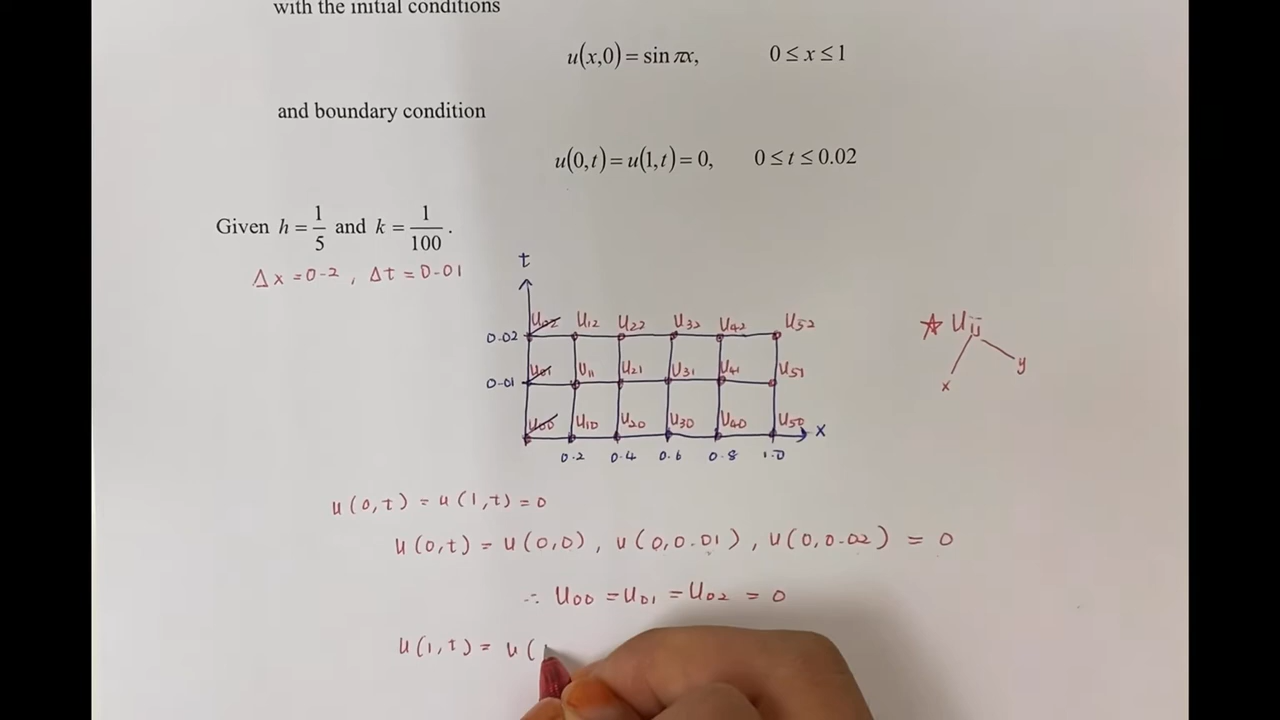 with the initial conditions
u(x,0) = sin πx, 0 ≤ x ≤ 1
and boundary condition
u(0,t) = u(1,t) = 0, 0 ≤ t ≤ 0.02
Given h = 1/5 and k = 1/100.
Δx = 0.2, Δt = 0.01
t
0.02 U02 U12 U22 U32 U42 U52
0.01 U01 U11 U21 U31 U41 U51
U00 U10 U20 U30 U40 U50 x
0.2 0.4 0.6 0.8 1.0
☆ Uij
x y
u(0,t) = u(1,t) = 0
u(0,t) = u(0,0), u(0,0.01), u(0,0.02) = 0
∴ U00 = U01 = U02 = 0
u(1,t) = u(